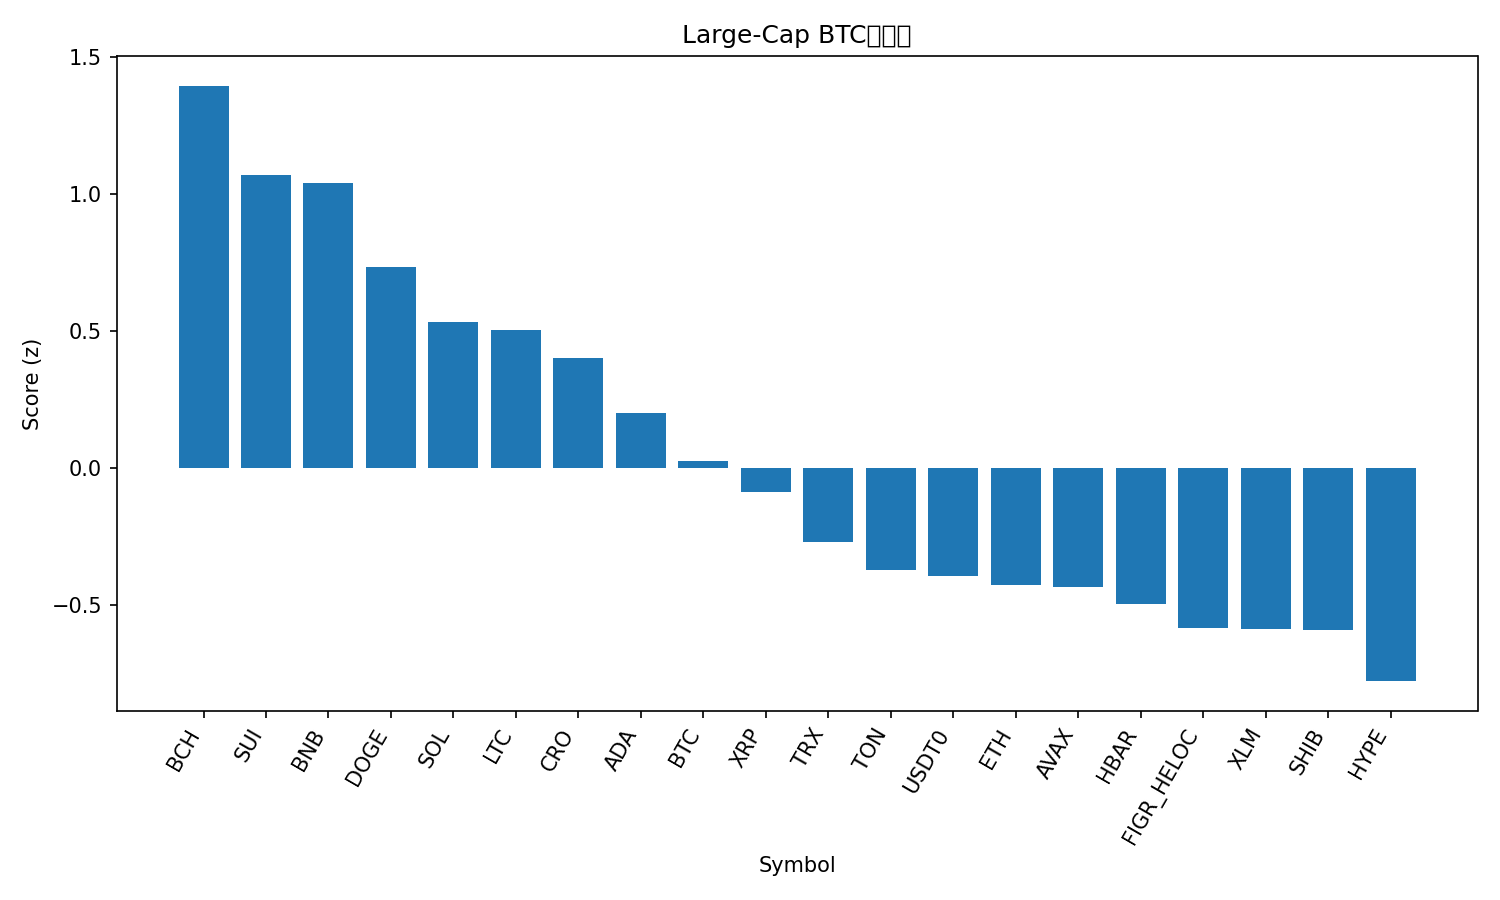 Large-Cap BTC
1.5
1.0
0.5
0.0
−0.5
Score (z)
BCH
SUI
BNB
DOGE
SOL
LTC
CRO
ADA
BTC
XRP
TRX
TON
USDT0
ETH
AVAX
HBAR
FIGR_HELOC
XLM
SHIB
HYPE
Symbol